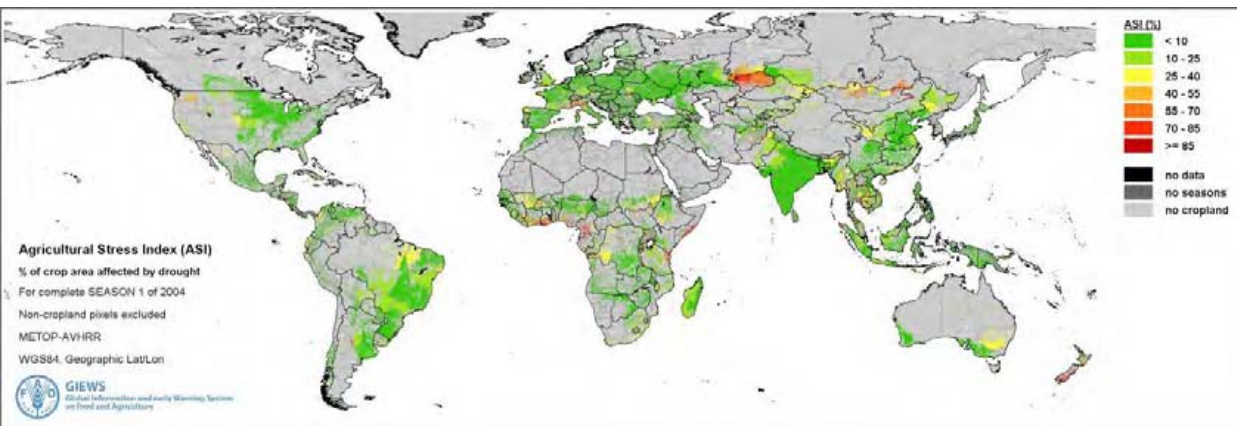 ASI (%)
< 10
10 - 25
25 - 40
40 - 55
55 - 70
70 - 85
>= 85
no data
no seasons
no cropland
Agricultural Stress Index (ASI)
% of crop area affected by drought
For complete SEASON 1 of 2004
Non-cropland pixels excluded
METOP-AVHRR
WGS84, Geographic Lat/Lon
F A O
GIEWS
Global Information and early Warning System
on Food and Agriculture